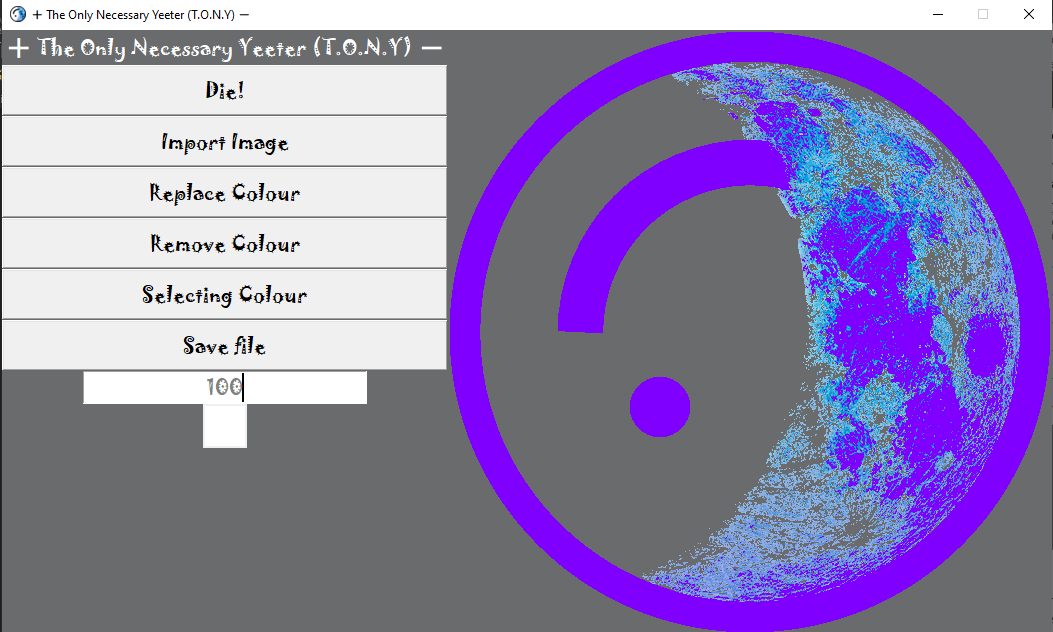 + The Only Necessary Yeeter (T.O.N.Y) —
+ The Only Necessary Yeeter (T.O.N.Y) —
Die!
Import Image
Replace Colour
Remove Colour
Selecting Colour
Save file
100